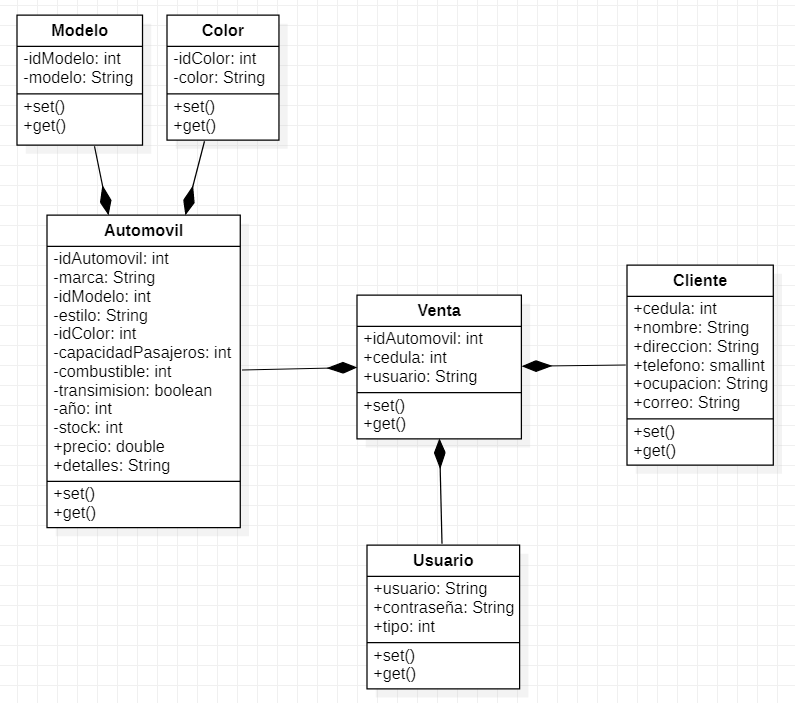 Modelo
-idModelo: int
-modelo: String
+set()
+get()
Color
-idColor: int
-color: String
+set()
+get()
Automovil
-idAutomovil: int
-marca: String
-idModelo: int
-estilo: String
-idColor: int
-capacidadPasajeros: int
-combustible: int
-transimision: boolean
-año: int
-stock: int
+precio: double
+detalles: String
+set()
+get()
Venta
+idAutomovil: int
+cedula: int
+usuario: String
+set()
+get()
Cliente
+cedula: int
+nombre: String
+direccion: String
+telefono: smallint
+ocupacion: String
+correo: String
+set()
+get()
Usuario
+usuario: String
+contraseña: String
+tipo: int
+set()
+get()